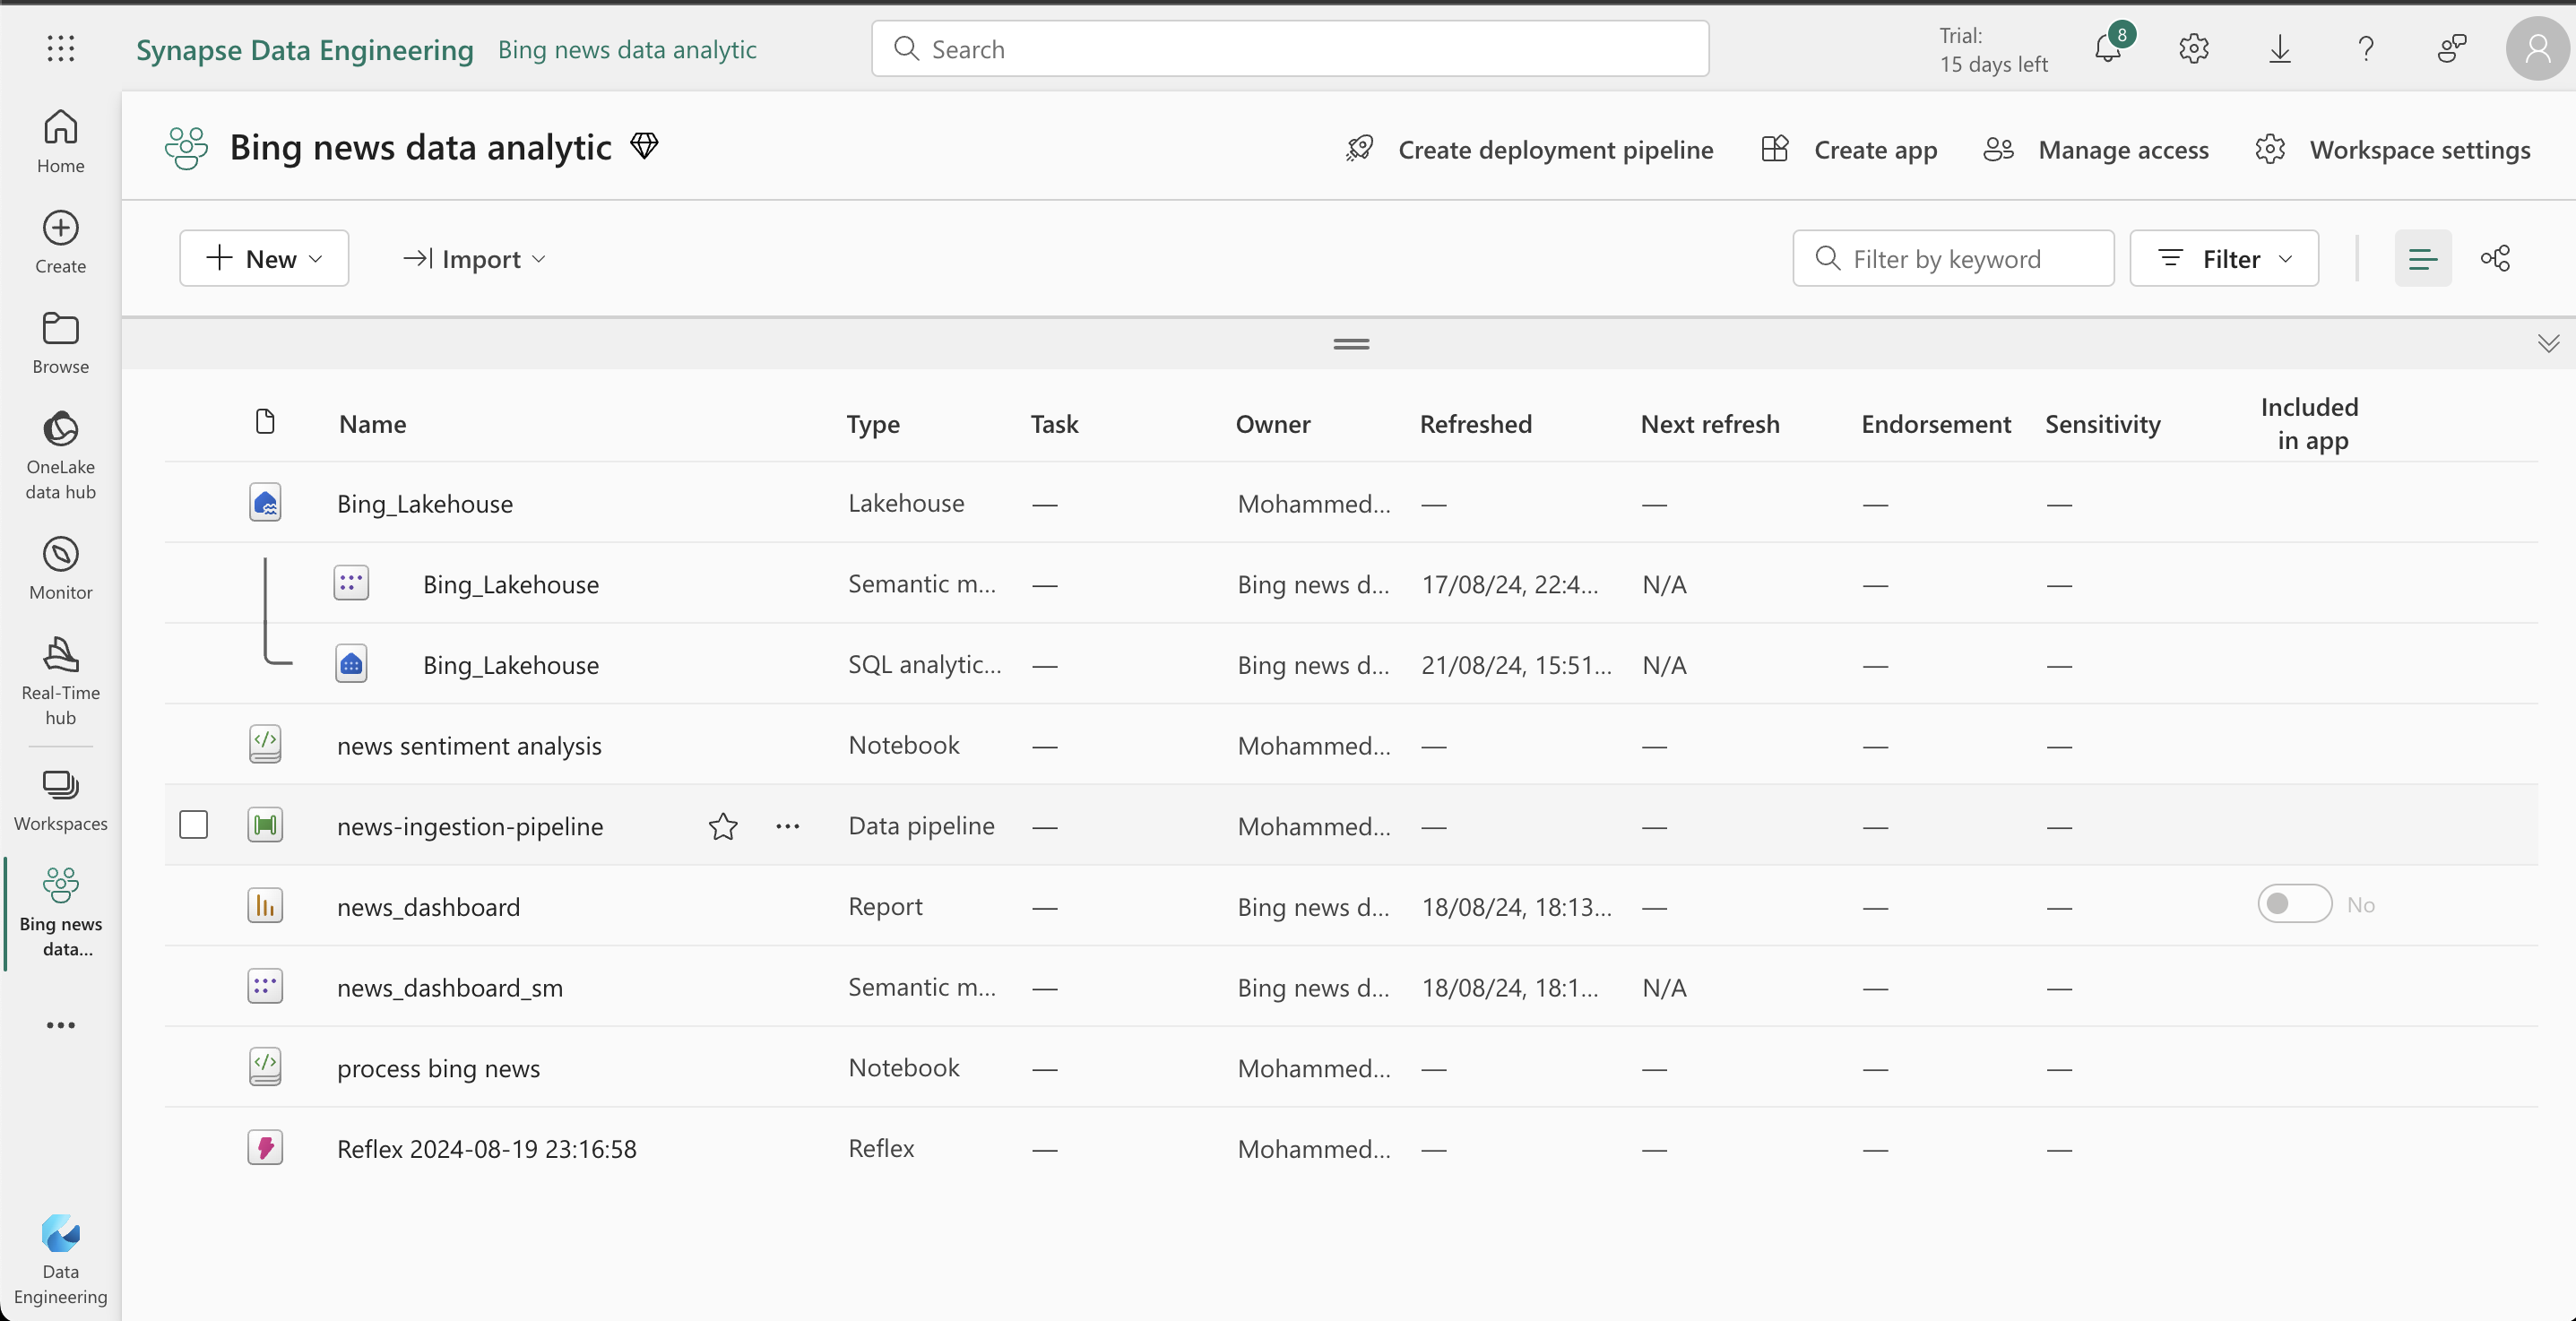 Synapse Data Engineering Bing news data analytic Search Trial: 8
15 days left
Home
Create
Browse
OneLake
data hub
Monitor
Real-Time
hub
Workspaces
Bing news
data...
Data
Engineering
Bing news data analytic Create deployment pipeline Create app Manage access Workspace settings
New Import Filter by keyword Filter
Name Type Task Owner Refreshed Next refresh Endorsement Sensitivity Included
in app
Bing_Lakehouse Lakehouse — Mohammed... — — — —
Bing_Lakehouse Semantic m... — Bing news d... 17/08/24, 22:4... N/A — —
Bing_Lakehouse SQL analytic... — Bing news d... 21/08/24, 15:51... N/A — —
news sentiment analysis Notebook — Mohammed... — — — —
news-ingestion-pipeline Data pipeline — Mohammed... — — — —
news_dashboard Report — Bing news d... 18/08/24, 18:13... — — — No
news_dashboard_sm Semantic m... — Bing news d... 18/08/24, 18:1... N/A — —
process bing news Notebook — Mohammed... — — — —
Reflex 2024-08-19 23:16:58 Reflex — Mohammed... — — — —